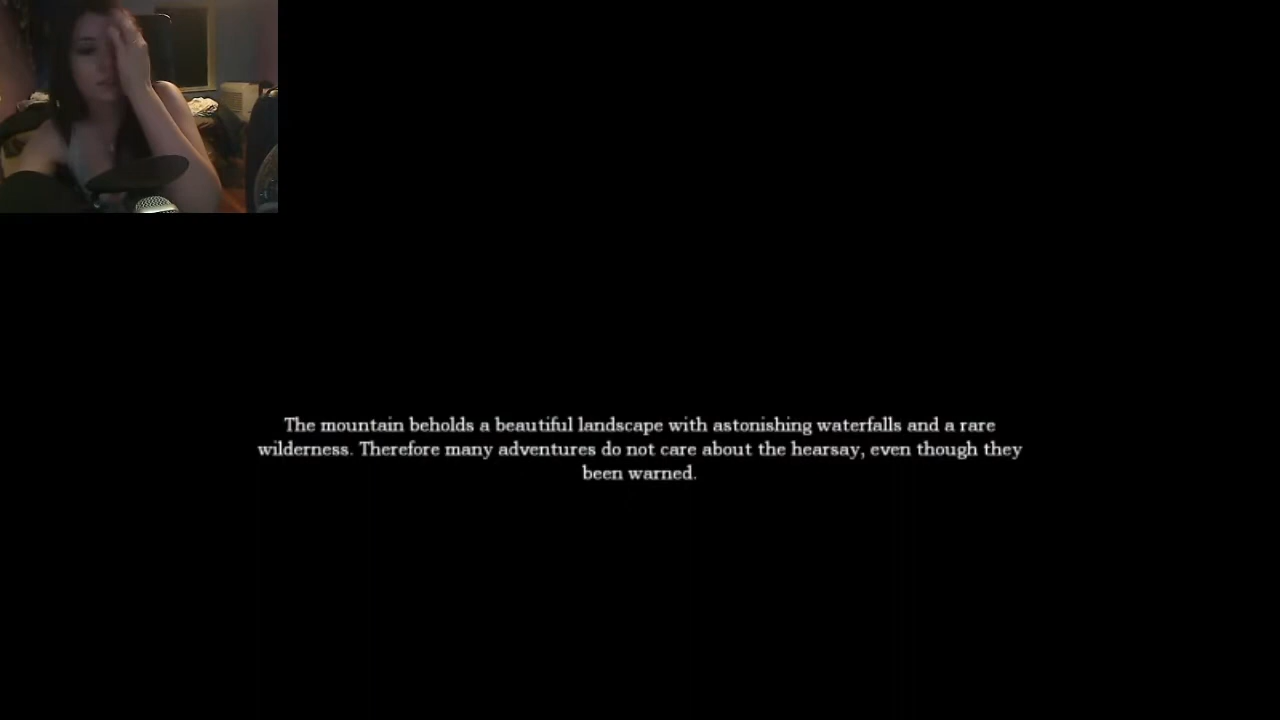 The mountain beholds a beautiful landscape with astonishing waterfalls and a rare
wilderness. Therefore many adventures do not care about the hearsay, even though they
been warned.